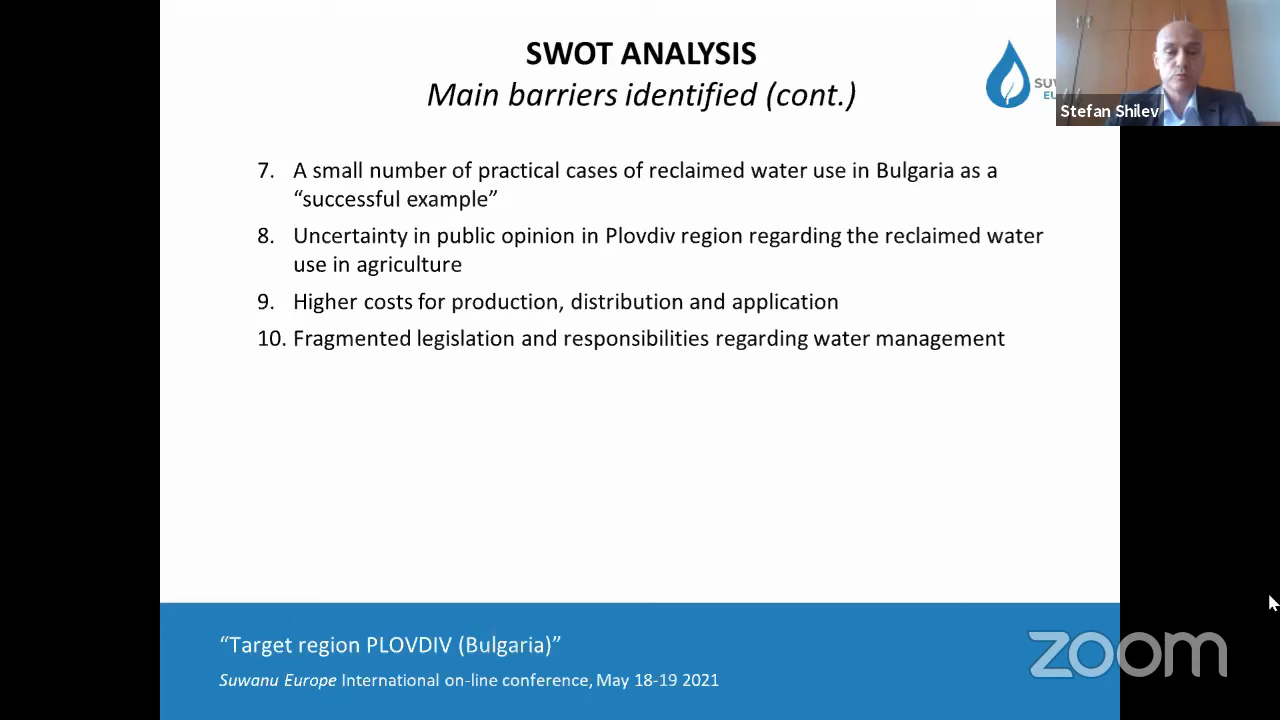 SWOT ANALYSIS
Main barriers identified (cont.)
Stefan Shilev
7. A small number of practical cases of reclaimed water use in Bulgaria as a
“successful example”
8. Uncertainty in public opinion in Plovdiv region regarding the reclaimed water
use in agriculture
9. Higher costs for production, distribution and application
10. Fragmented legislation and responsibilities regarding water management
“Target region PLOVDIV (Bulgaria)”
Suwanu Europe International on-line conference, May 18-19 2021
zoom